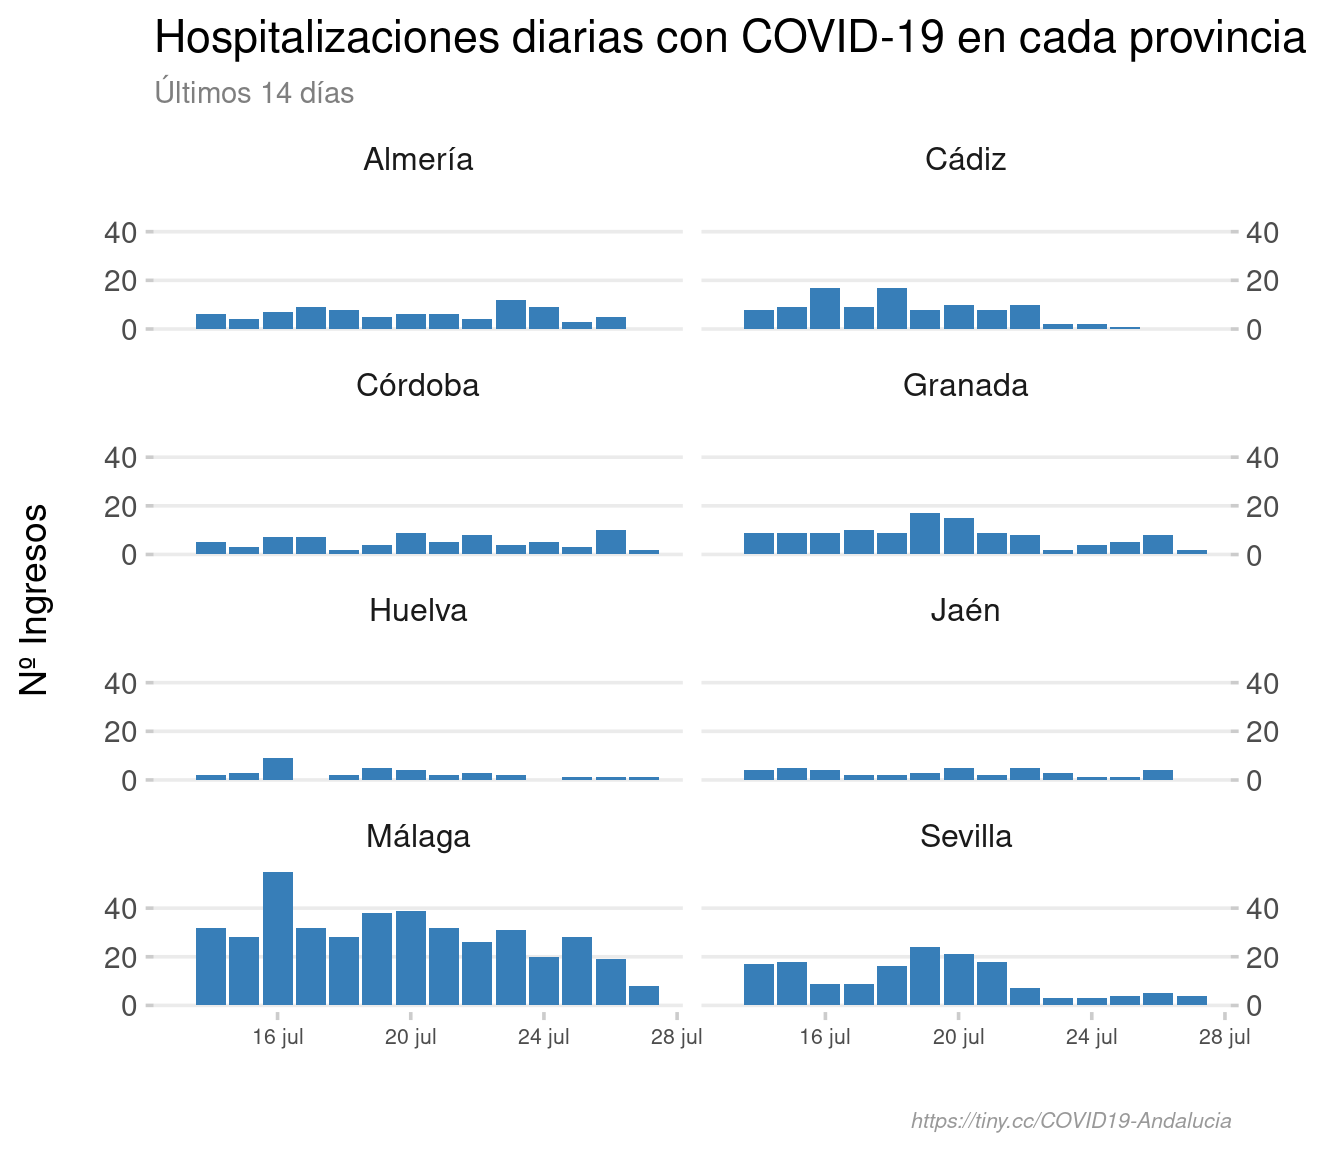 Hospitalizaciones diarias con COVID-19 en cada provincia
Últimos 14 días
Almería
Cádiz
40
40
20
20
0
0
Córdoba
Granada
40
40
20
20
0
0
Nº Ingresos
Huelva
Jaén
40
40
20
20
0
0
Málaga
Sevilla
40
40
20
20
0
0
16 jul 20 jul 24 jul 28 jul
16 jul 20 jul 24 jul 28 jul
https://tiny.cc/COVID19-Andalucia